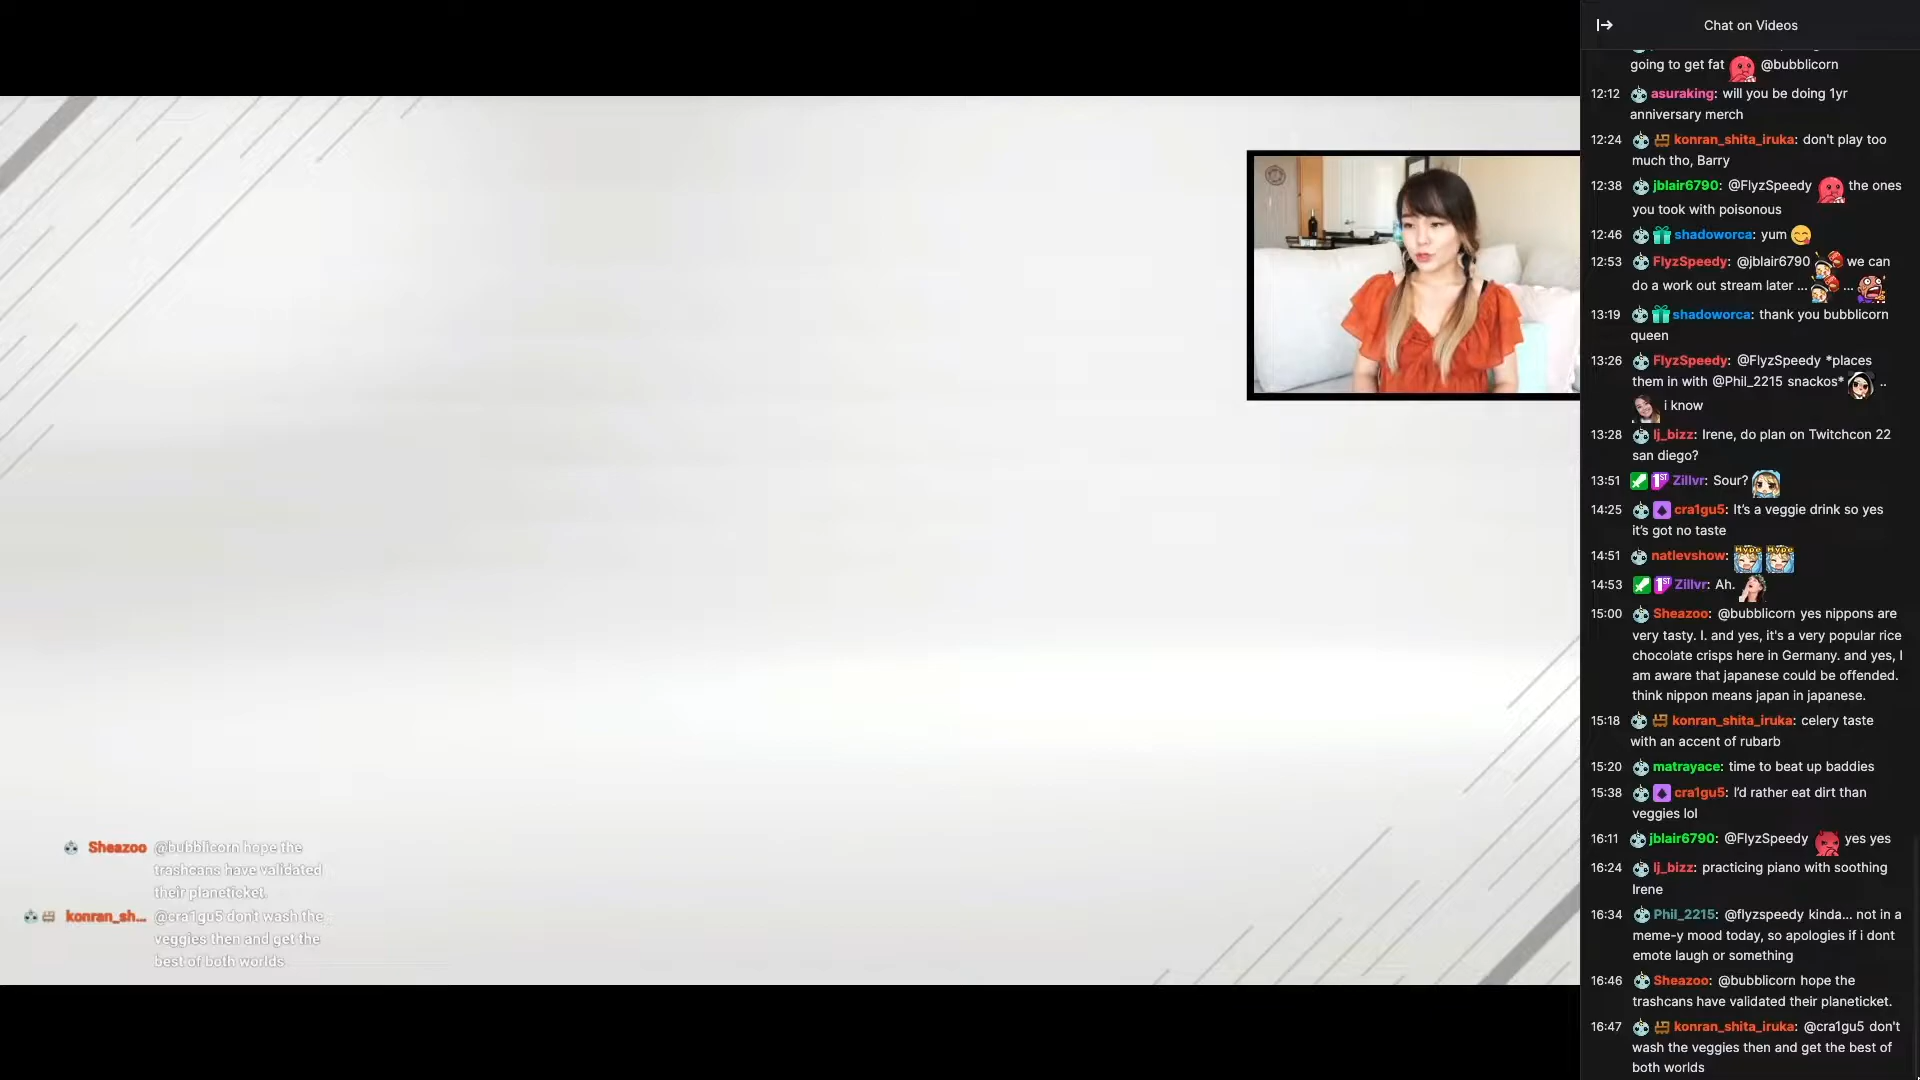 Chat on Videos
going to get fat @bubblicorn
12:12 asuraking: will you be doing 1yr
anniversary merch
12:24 konran_shita_iruka: don't play too
much tho, Barry
12:38 jblair6790: @FlyzSpeedy the ones
you took with poisonous
12:46 shadoworca: yum
12:53 FlyzSpeedy: @jblair6790 we can
do a work out stream later ... ...
13:19 shadoworca: thank you bubblicorn
queen
13:26 FlyzSpeedy: @FlyzSpeedy *places
them in with @Phil_2215 snackos* ..
i know
13:28 lj_bizz: Irene, do plan on Twitchcon 22
san diego?
13:51 1ST Zillvr: Sour?
14:25 cra1gu5: It's a veggie drink so yes
it's got no taste
14:51 natlevshow: HYPE HYPE
14:53 1ST Zillvr: Ah.
15:00 Sheazoo: @bubblicorn yes nippons are
very tasty. I. and yes, it's a very popular rice
chocolate crisps here in Germany. and yes, I
am aware that japanese could be offended.
think nippon means japan in japanese.
15:18 konran_shita_iruka: celery taste
with an accent of rubarb
15:20 matrayace: time to beat up baddies
15:38 cra1gu5: I'd rather eat dirt than
veggies lol
16:11 jblair6790: @FlyzSpeedy yes yes
16:24 lj_bizz: practicing piano with soothing
Irene
16:34 Phil_2215: @flyzspeedy kinda... not in a
meme-y mood today, so apologies if i dont
emote laugh or something
16:46 Sheazoo: @bubblicorn hope the
trashcans have validated their planeticket.
16:47 konran_shita_iruka: @cra1gu5 don't
wash the veggies then and get the best of
both worlds
Sheazoo @bubblicorn hope the
trashcans have validated
their planeticket.
konran_sh... @cra1gu5 don't wash the
veggies then and get the
best of both worlds